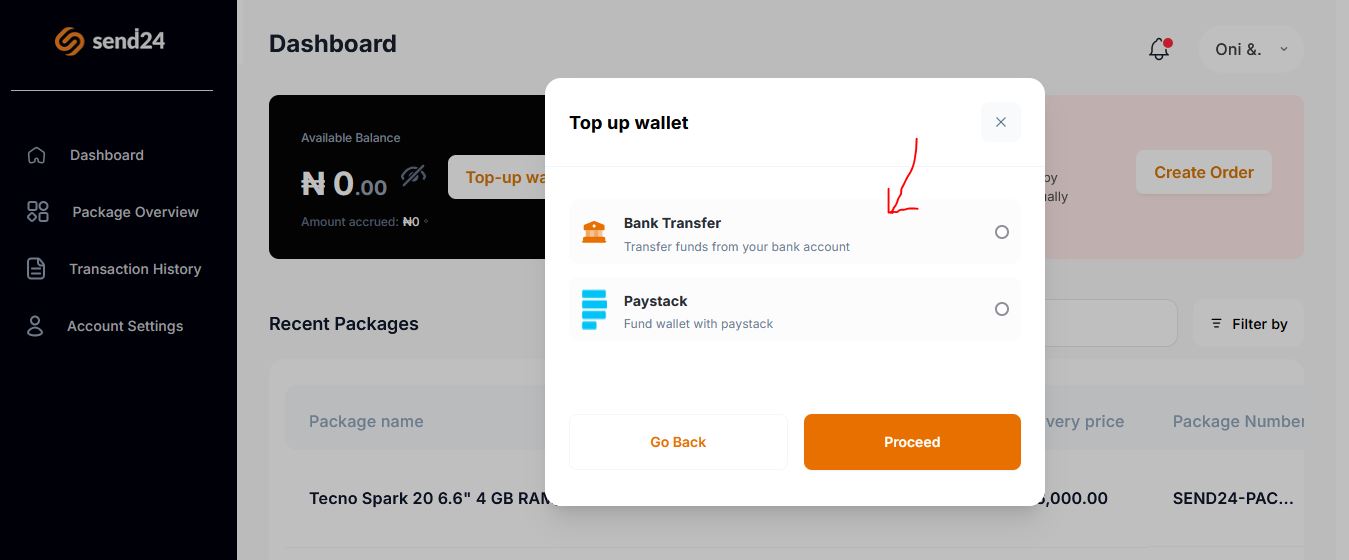 send24
Dashboard
Package Overview
Transaction History
Account Settings
Dashboard
Oni &.
Available Balance
₦ 0.00
Top-up wa
Amount accrued: ₦0
by
ually
Create Order
Top up wallet
Bank Transfer
Transfer funds from your bank account
Paystack
Fund wallet with paystack
Go Back
Proceed
Recent Packages
Filter by
Package name
very price
Package Number
Tecno Spark 20 6.6" 4 GB RAM
,000.00
SEND24-PAC...